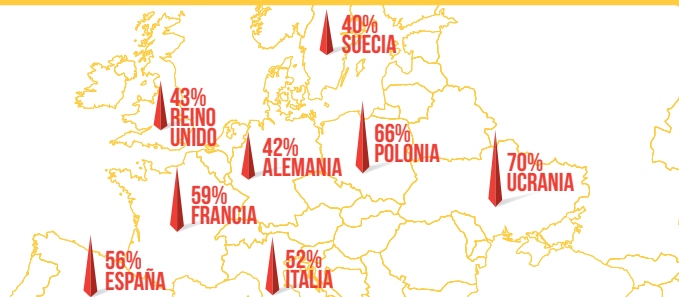 40%
SUECIA
43%
REINO
UNIDO
42%
ALEMANIA
66%
POLONIA
70%
UCRANIA
59%
FRANCIA
56%
ESPAÑA
52%
ITALIA